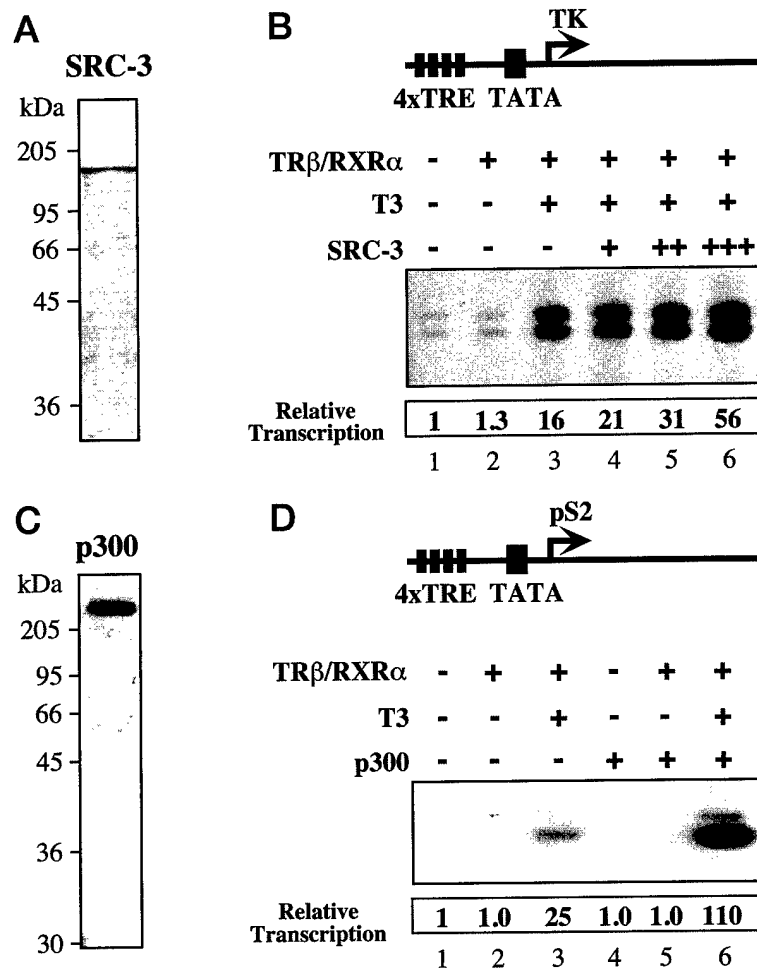 A
SRC-3
kDa
205
95
66
45
36
B
TK
4xTRE TATA
TRβ/RXRα - + + + + +
T3 - - + + + +
SRC-3 - - - + ++ +++
Relative Transcription 1 1.3 16 21 31 56
1 2 3 4 5 6
C
p300
kDa
205
95
66
45
36
30
D
pS2
4xTRE TATA
TRβ/RXRα - + + - + +
T3 - - + - - +
p300 - - - + + +
Relative Transcription 1 1.0 25 1.0 1.0 110
1 2 3 4 5 6